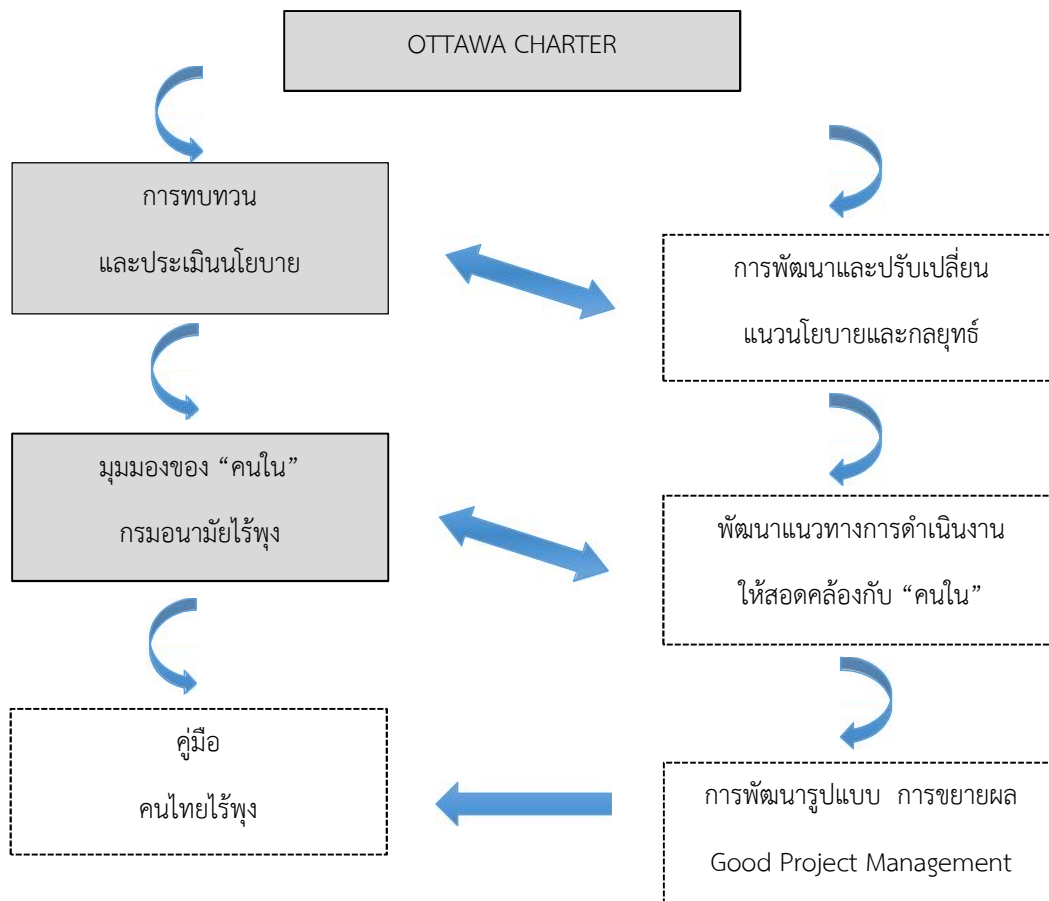 OTTAWA CHARTER
การทบทวน
และประเมินนโยบาย
การพัฒนาและปรับเปลี่ยน
แนวนโยบายและกลยุทธ์
มุมมองของ “คนใน”
กรมอนามัยไร้พุง
พัฒนาแนวทางการดำเนินงาน
ให้สอดคล้องกับ “คนใน”
คู่มือ
คนไทยไร้พุง
การพัฒนารูปแบบ การขยายผล
Good Project Management